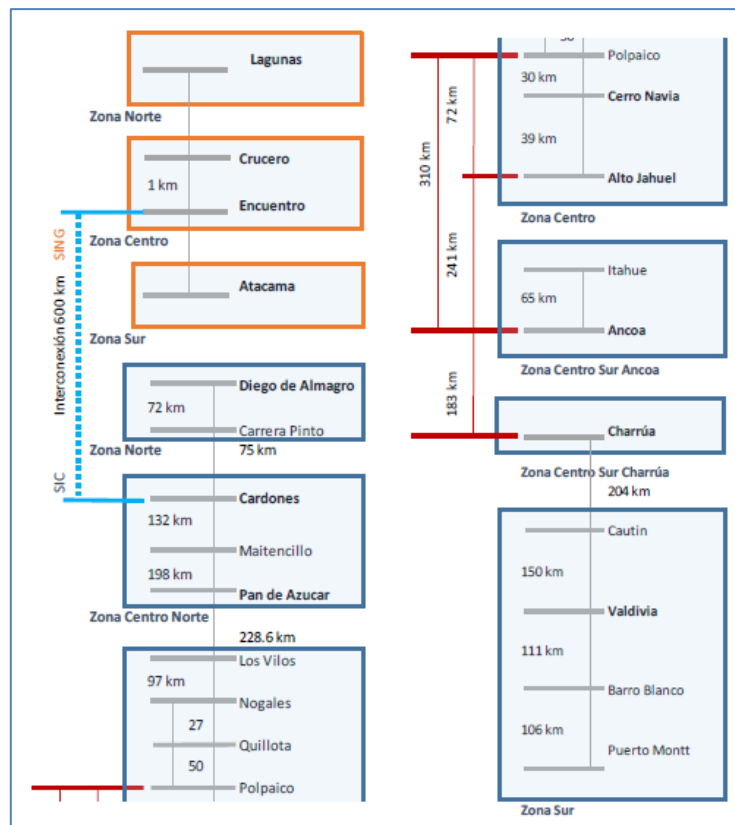 Lagunas
Zona Norte
Crucero
1 km
Encuentro
Zona Centro
SING
Interconexión 600 km
SIC
Atacama
Zona Sur
Diego de Almagro
72 km
Carrera Pinto
Zona Norte
75 km
Cardones
132 km
Maitencillo
198 km
Pan de Azucar
Zona Centro Norte
228.6 km
Los Vilos
97 km
Nogales
27
Quillota
50
Polpaico
Polpaico
30 km
72 km
Cerro Navia
39 km
310 km
Alto Jahuel
Zona Centro
241 km
Itahue
65 km
Ancoa
Zona Centro Sur Ancoa
183 km
Charrúa
Zona Centro Sur Charrúa
204 km
Cautin
150 km
Valdivia
111 km
Barro Blanco
106 km
Puerto Montt
Zona Sur